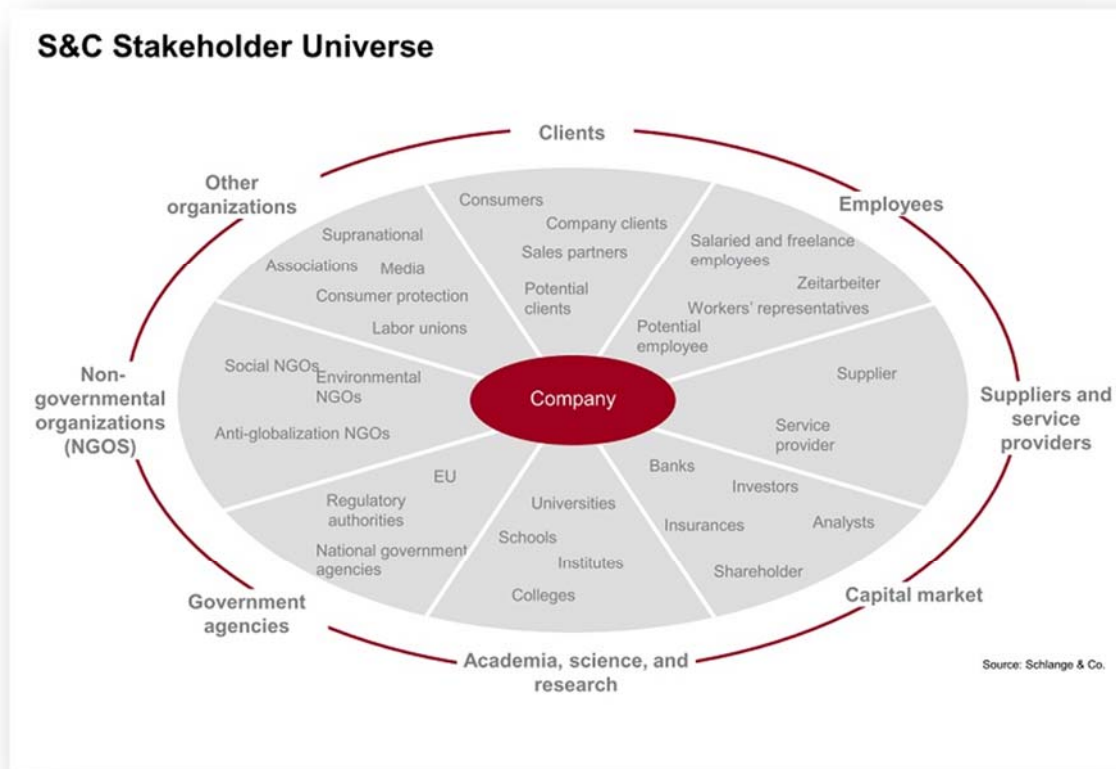 S&C Stakeholder Universe
Clients
Other
organizations
Employees
Consumers
Company clients
Sales partners
Potential
clients
Supranational
Associations
Media
Consumer protection
Labor unions
Salaried and freelance
employees
Zeitarbeiter
Workers' representatives
Potential
employee
Non-
governmental
organizations
(NGOS)
Social NGOs
Environmental
NGOs
Anti-globalization NGOs
Company
Supplier
Service
provider
Suppliers and
service
providers
EU
Regulatory
authorities
National government
agencies
Universities
Schools
Institutes
Colleges
Banks
Investors
Insurances
Analysts
Shareholder
Government
agencies
Capital market
Academia, science, and
research
Source: Schlange & Co.